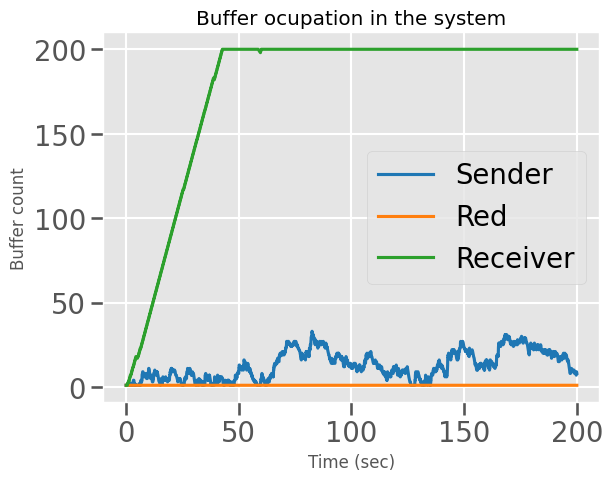 Buffer ocupation in the system
200
150
100
50
0
Buffer count
Sender
Red
Receiver
0 50 100 150 200
Time (sec)